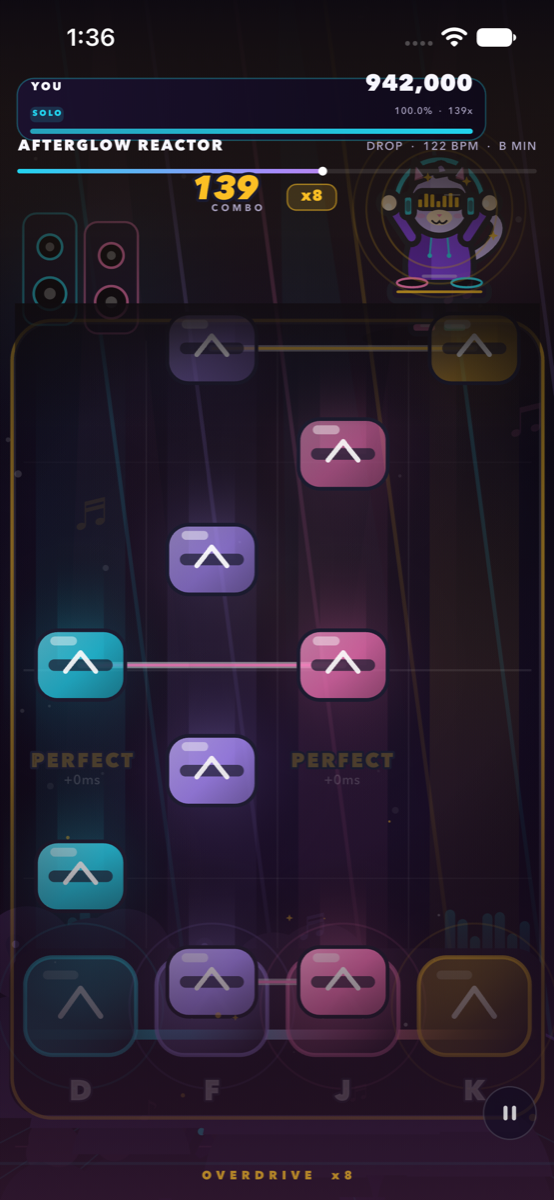 1:36
YOU 942,000
SOLO 100.0% · 139x
AFTERGLOW REACTOR DROP · 122 BPM · B MIN
139 x8
COMBO
PERFECT PERFECT
+0ms +0ms
D F J K
OVERDRIVE x8